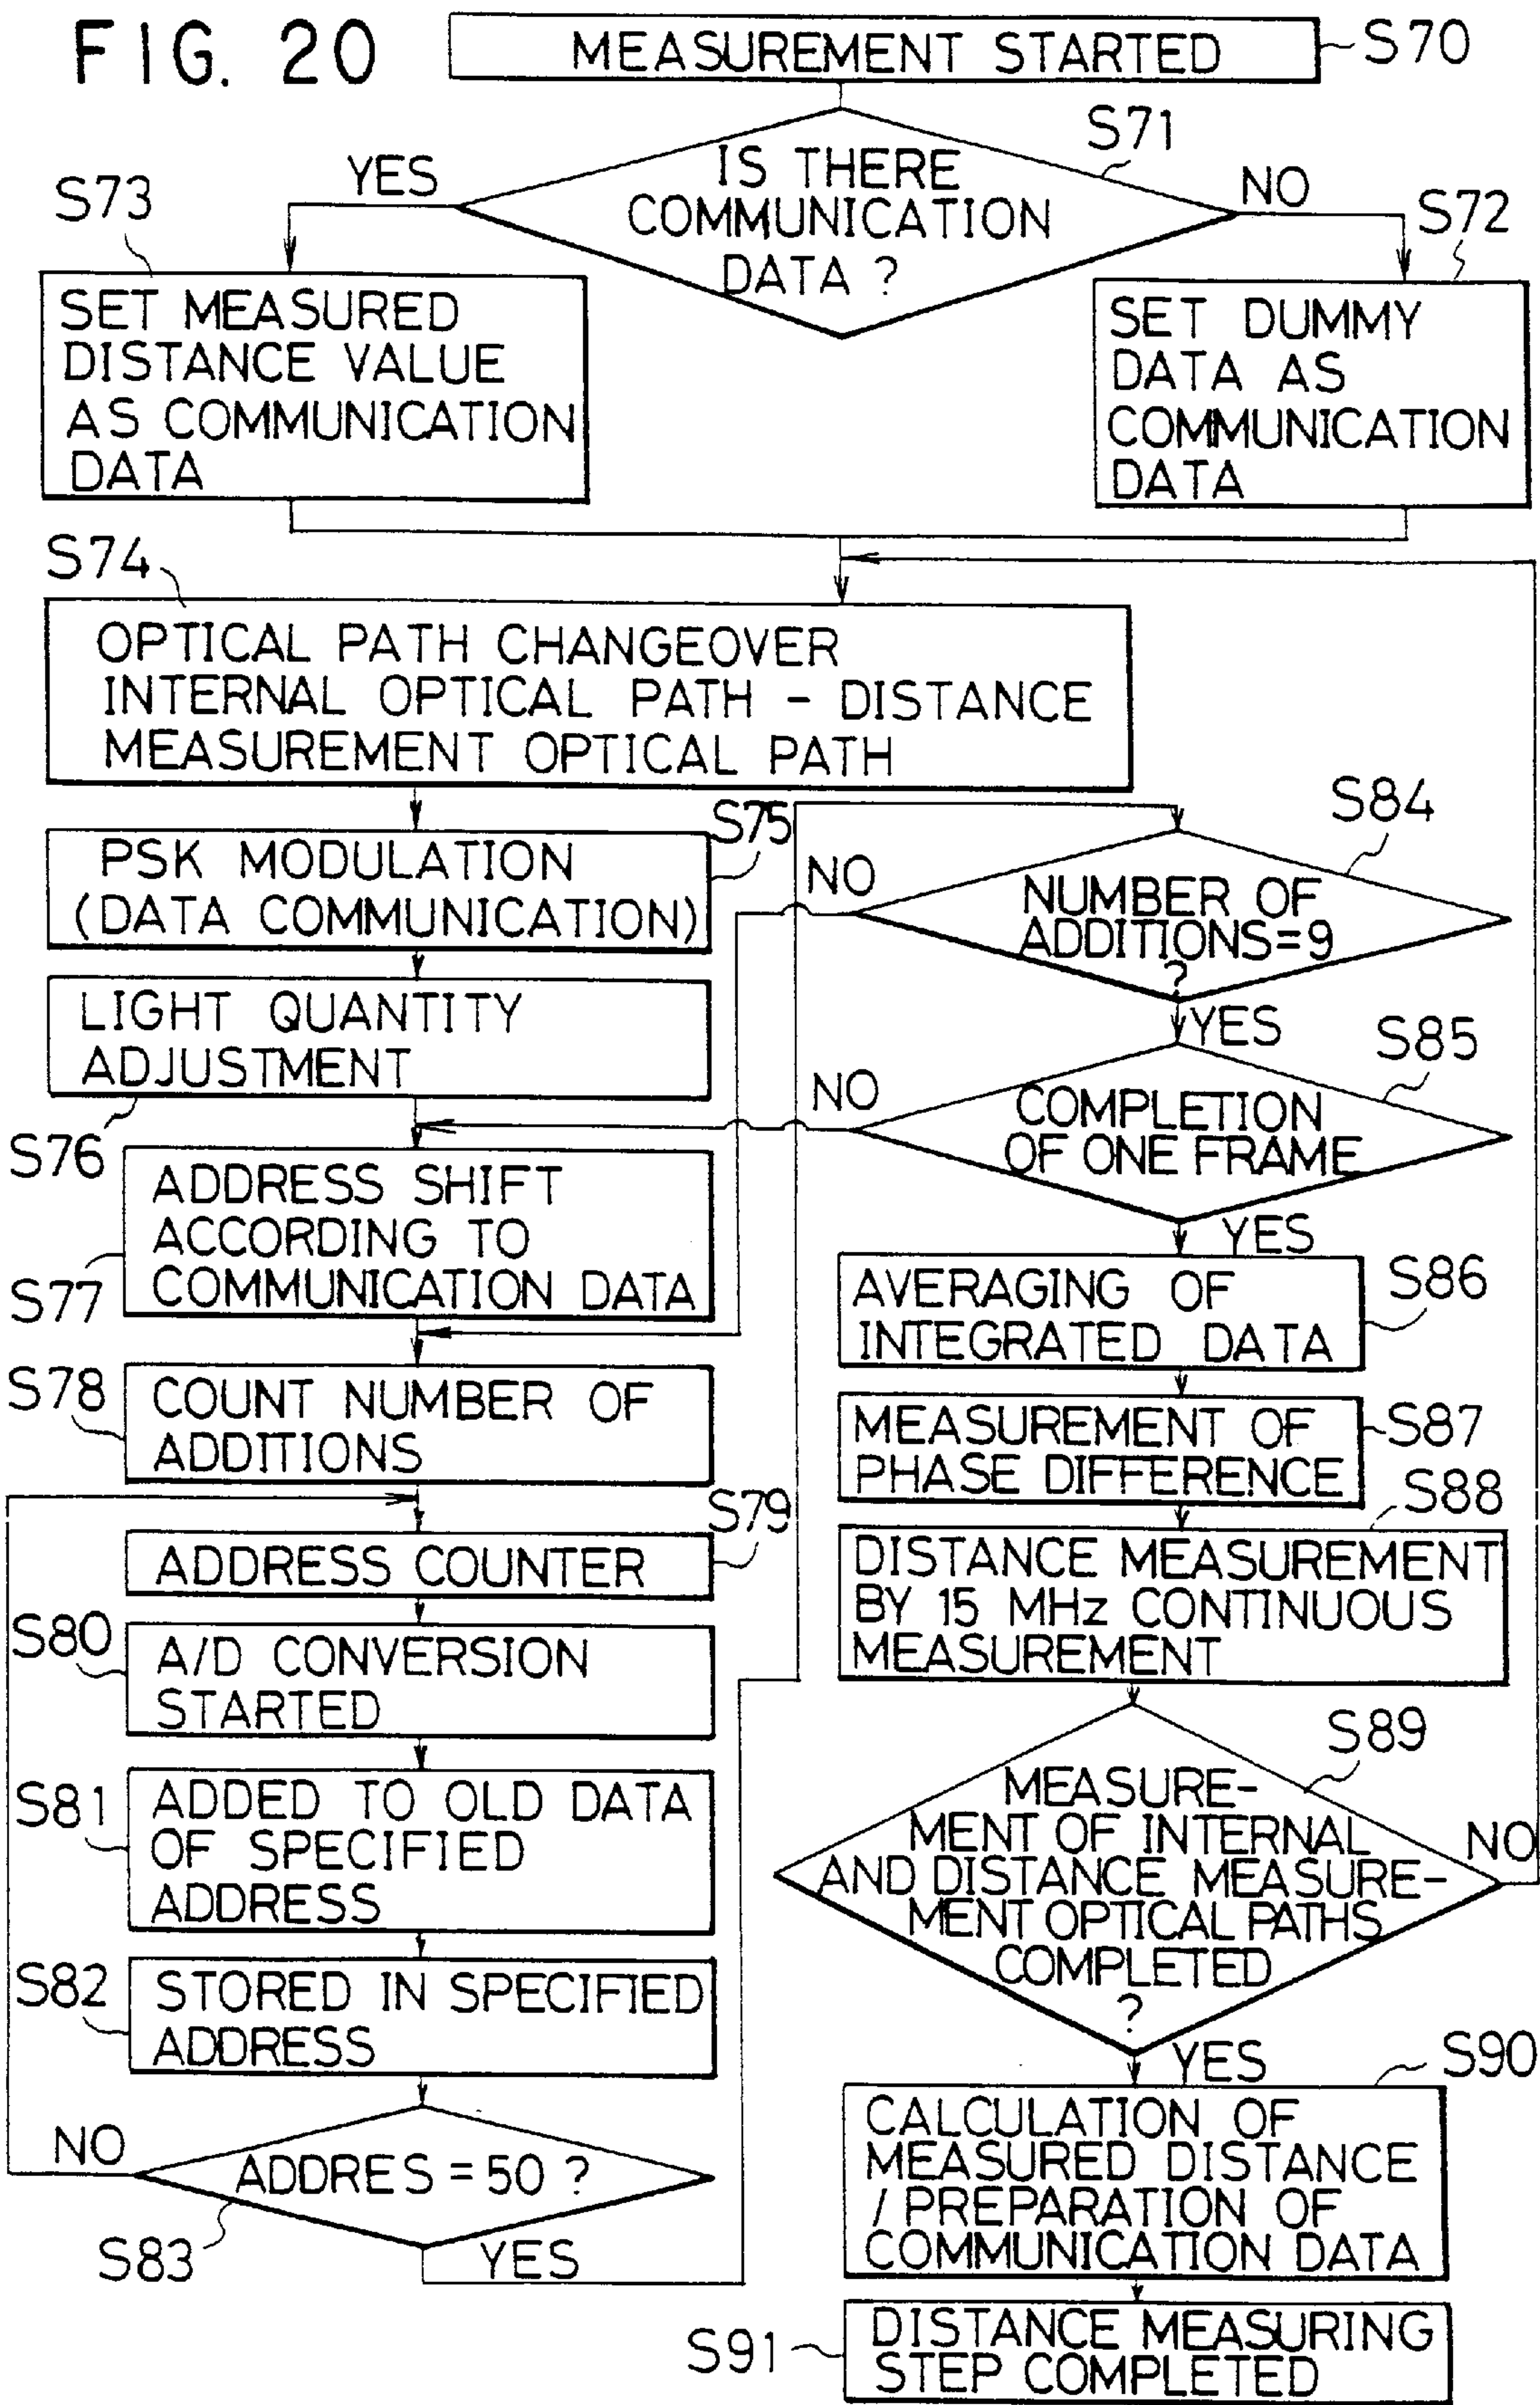 FIG. 20
MEASUREMENT STARTED
S70
S71
IS THERE
COMMUNICATION
DATA ?
YES
NO
S73
S72
SET MEASURED
DISTANCE VALUE
AS COMMUNICATION
DATA
SET DUMMY
DATA AS
COMMUNICATION
DATA
S74
OPTICAL PATH CHANGEOVER
INTERNAL OPTICAL PATH - DISTANCE
MEASUREMENT OPTICAL PATH
S75
PSK MODULATION
(DATA COMMUNICATION)
LIGHT QUANTITY
ADJUSTMENT
S76
ADDRESS SHIFT
ACCORDING TO
COMMUNICATION DATA
S77
S78
COUNT NUMBER OF
ADDITIONS
S79
ADDRESS COUNTER
S80
A/D CONVERSION
STARTED
S81
ADDED TO OLD DATA
OF SPECIFIED
ADDRESS
S82
STORED IN SPECIFIED
ADDRESS
NO
ADDRES = 50 ?
S83
YES
S84
NO
NUMBER OF
ADDITIONS=9
?
YES
S85
NO
COMPLETION
OF ONE FRAME
YES
S86
AVERAGING OF
INTEGRATED DATA
MEASUREMENT OF
PHASE DIFFERENCE
S87
S88
DISTANCE MEASUREMENT
BY 15 MHz CONTINUOUS
MEASUREMENT
S89
MEASURE-
MENT OF INTERNAL
AND DISTANCE MEASURE-
MENT OPTICAL PATHS
COMPLETED
?
NO
YES
S90
CALCULATION OF
MEASURED DISTANCE
/ PREPARATION OF
COMMUNICATION DATA
S91
DISTANCE MEASURING
STEP COMPLETED